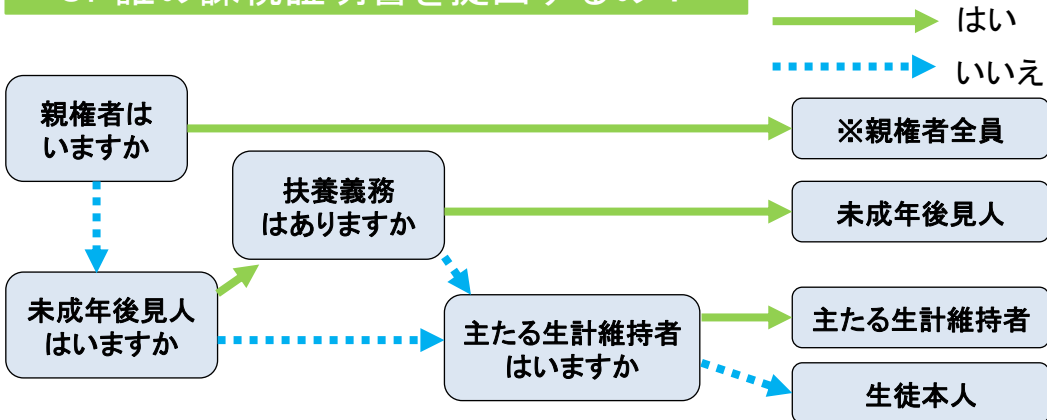 はい
いいえ
親権者は
いますか
※親権者全員
扶養義務
はありますか
未成年後見人
未成年後見人
はいますか
主たる生計維持者
はいますか
主たる生計維持者
生徒本人